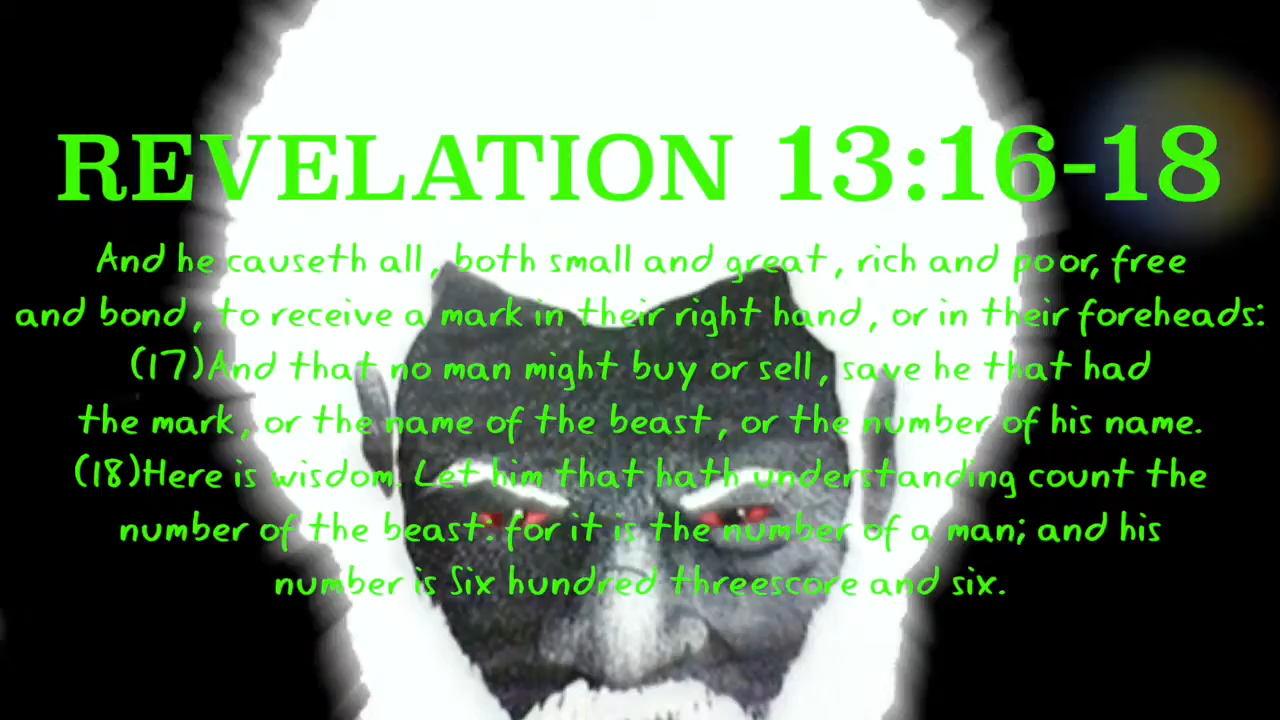 REVELATION 13:16-18
And he causeth all, both small and great, rich and poor, free
and bond, to receive a mark in their right hand, or in their foreheads:
(17)And that no man might buy or sell, save he that had
the mark, or the name of the beast, or the number of his name.
(18)Here is wisdom. Let him that hath understanding count the
number of the beast: for it is the number of a man; and his
number is Six hundred threescore and six.